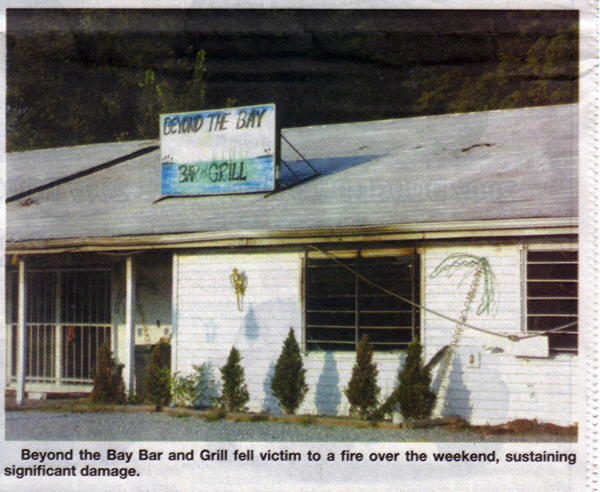 BEYOND THE BAY
BAR & GRILL
Beyond the Bay Bar and Grill fell victim to a fire over the weekend, sustaining
significant damage.